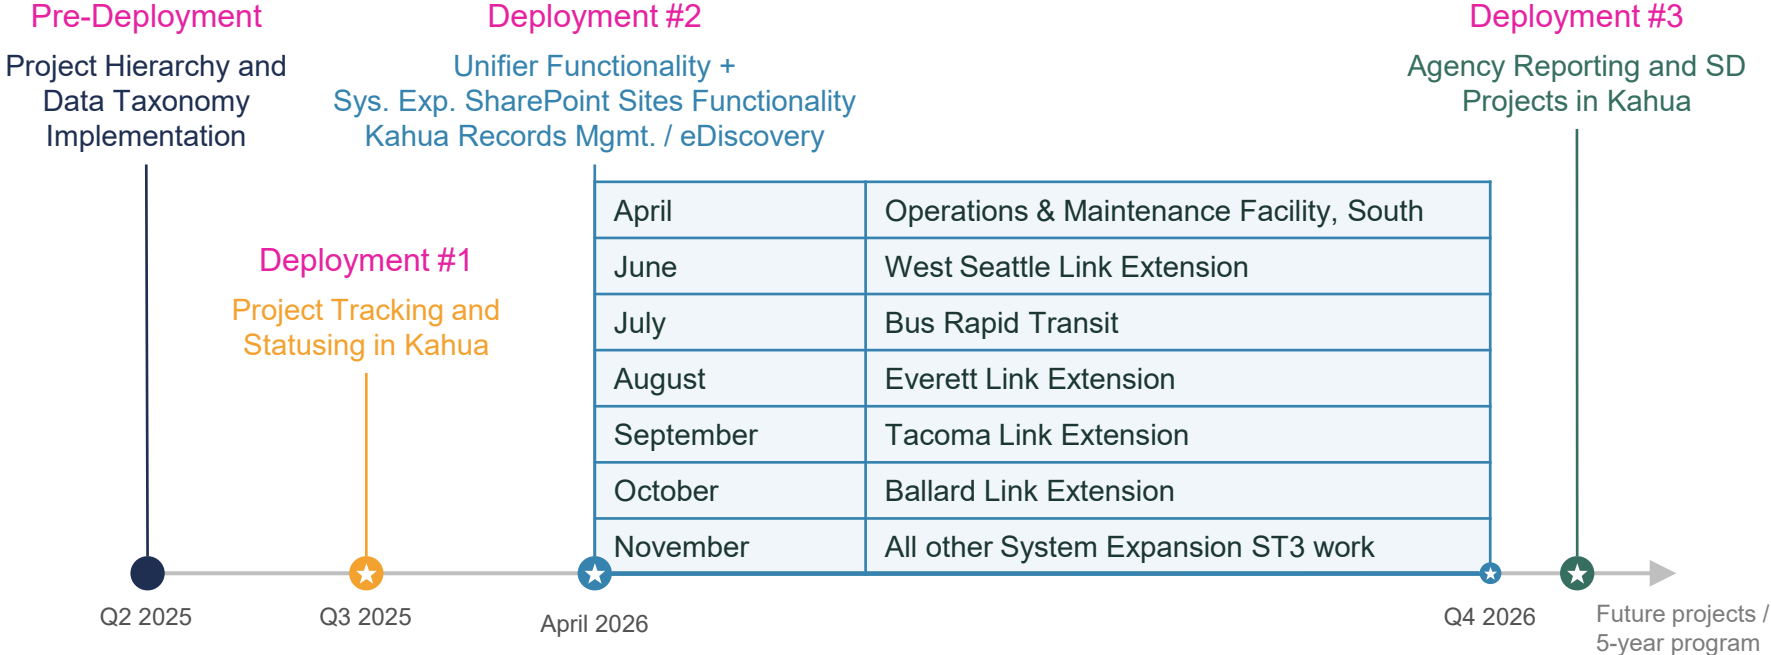 Pre-Deployment
Project Hierarchy and
Data Taxonomy
Implementation
Deployment #1
Project Tracking and
Statusing in Kahua
Deployment #2
Unifier Functionality +
Sys. Exp. SharePoint Sites Functionality
Kahua Records Mgmt. / eDiscovery
April Operations & Maintenance Facility, South
June West Seattle Link Extension
July Bus Rapid Transit
August Everett Link Extension
September Tacoma Link Extension
October Ballard Link Extension
November All other System Expansion ST3 work
Deployment #3
Agency Reporting and SD
Projects in Kahua
Q2 2025
Q3 2025
April 2026
Q4 2026
Future projects /
5-year program